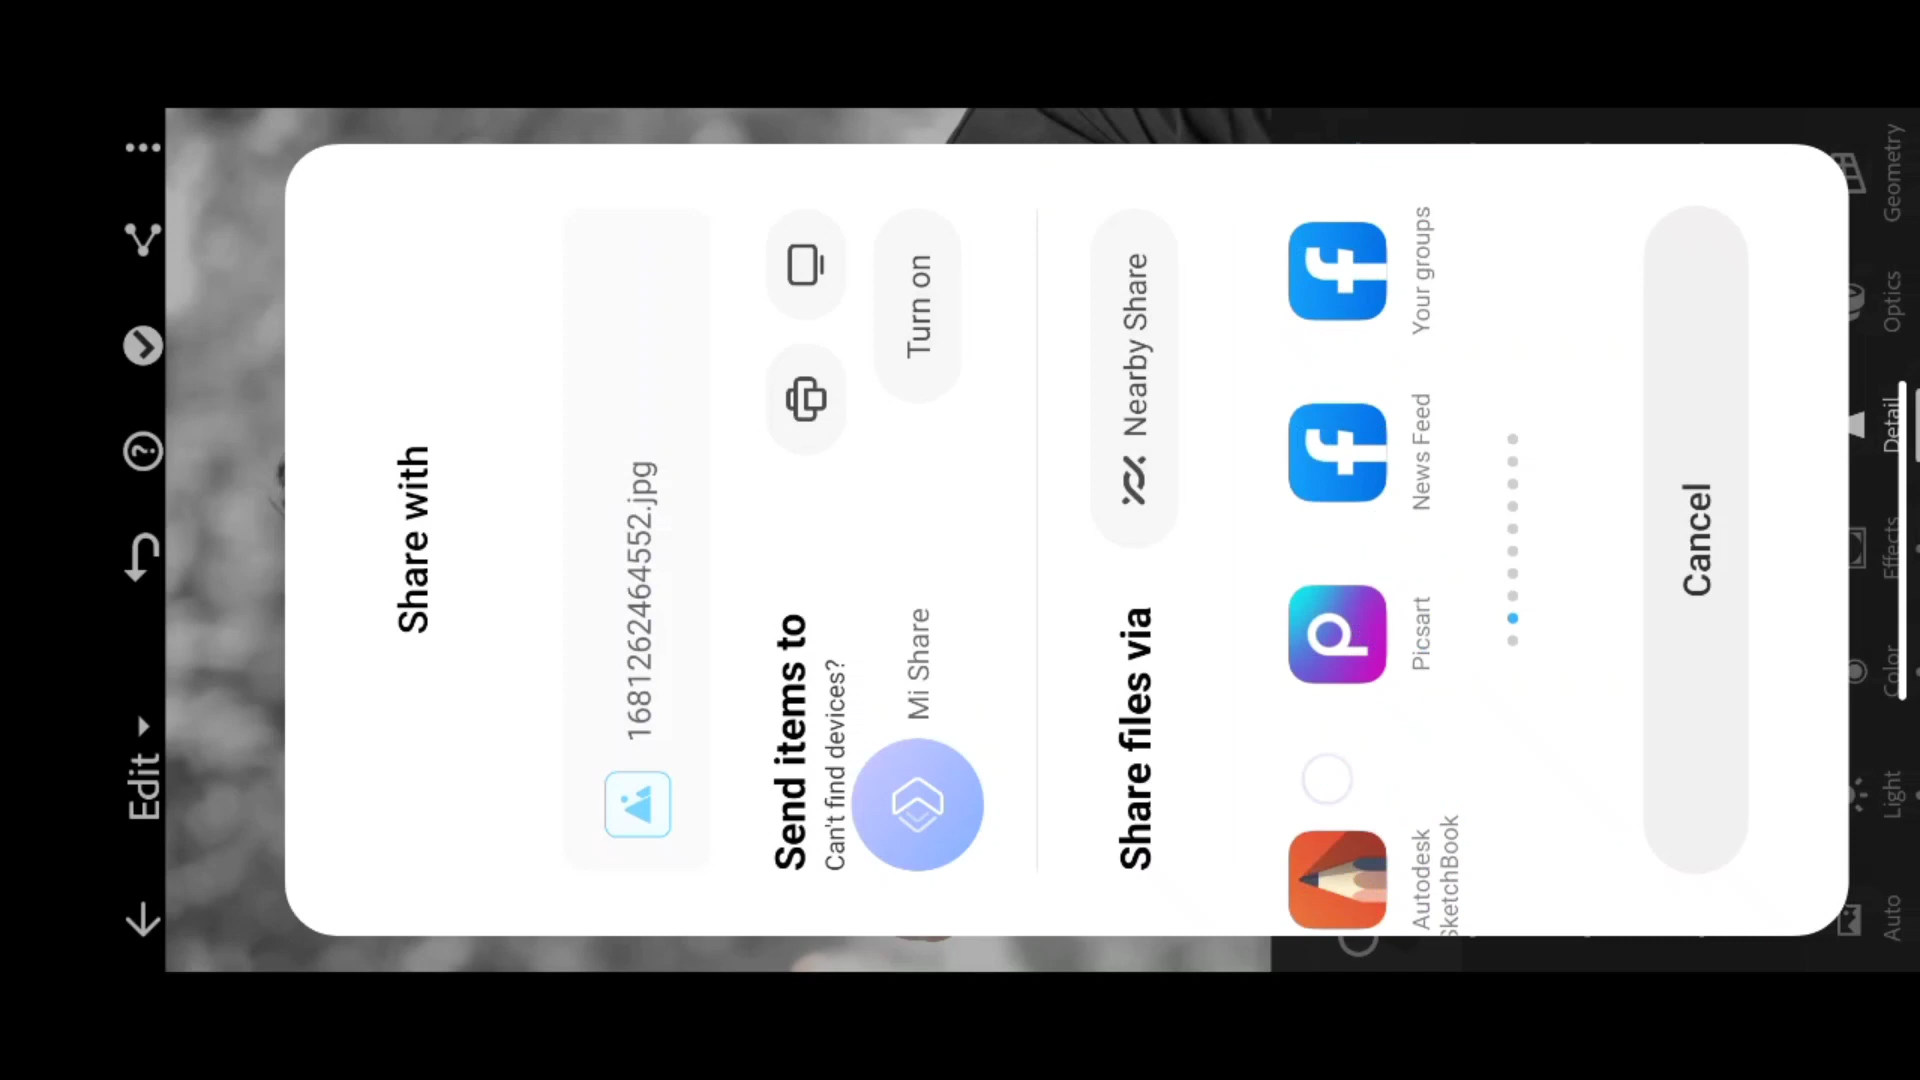 Edit
Share with
1681262464552.jpg
Send items to
Can't find devices?
Mi Share
Turn on
Share files via
Nearby Share
Autodesk
SketchBook
Picsart
News Feed
Your groups
Cancel
Auto
Light
Color
Effects
Detail
Optics
Geometry